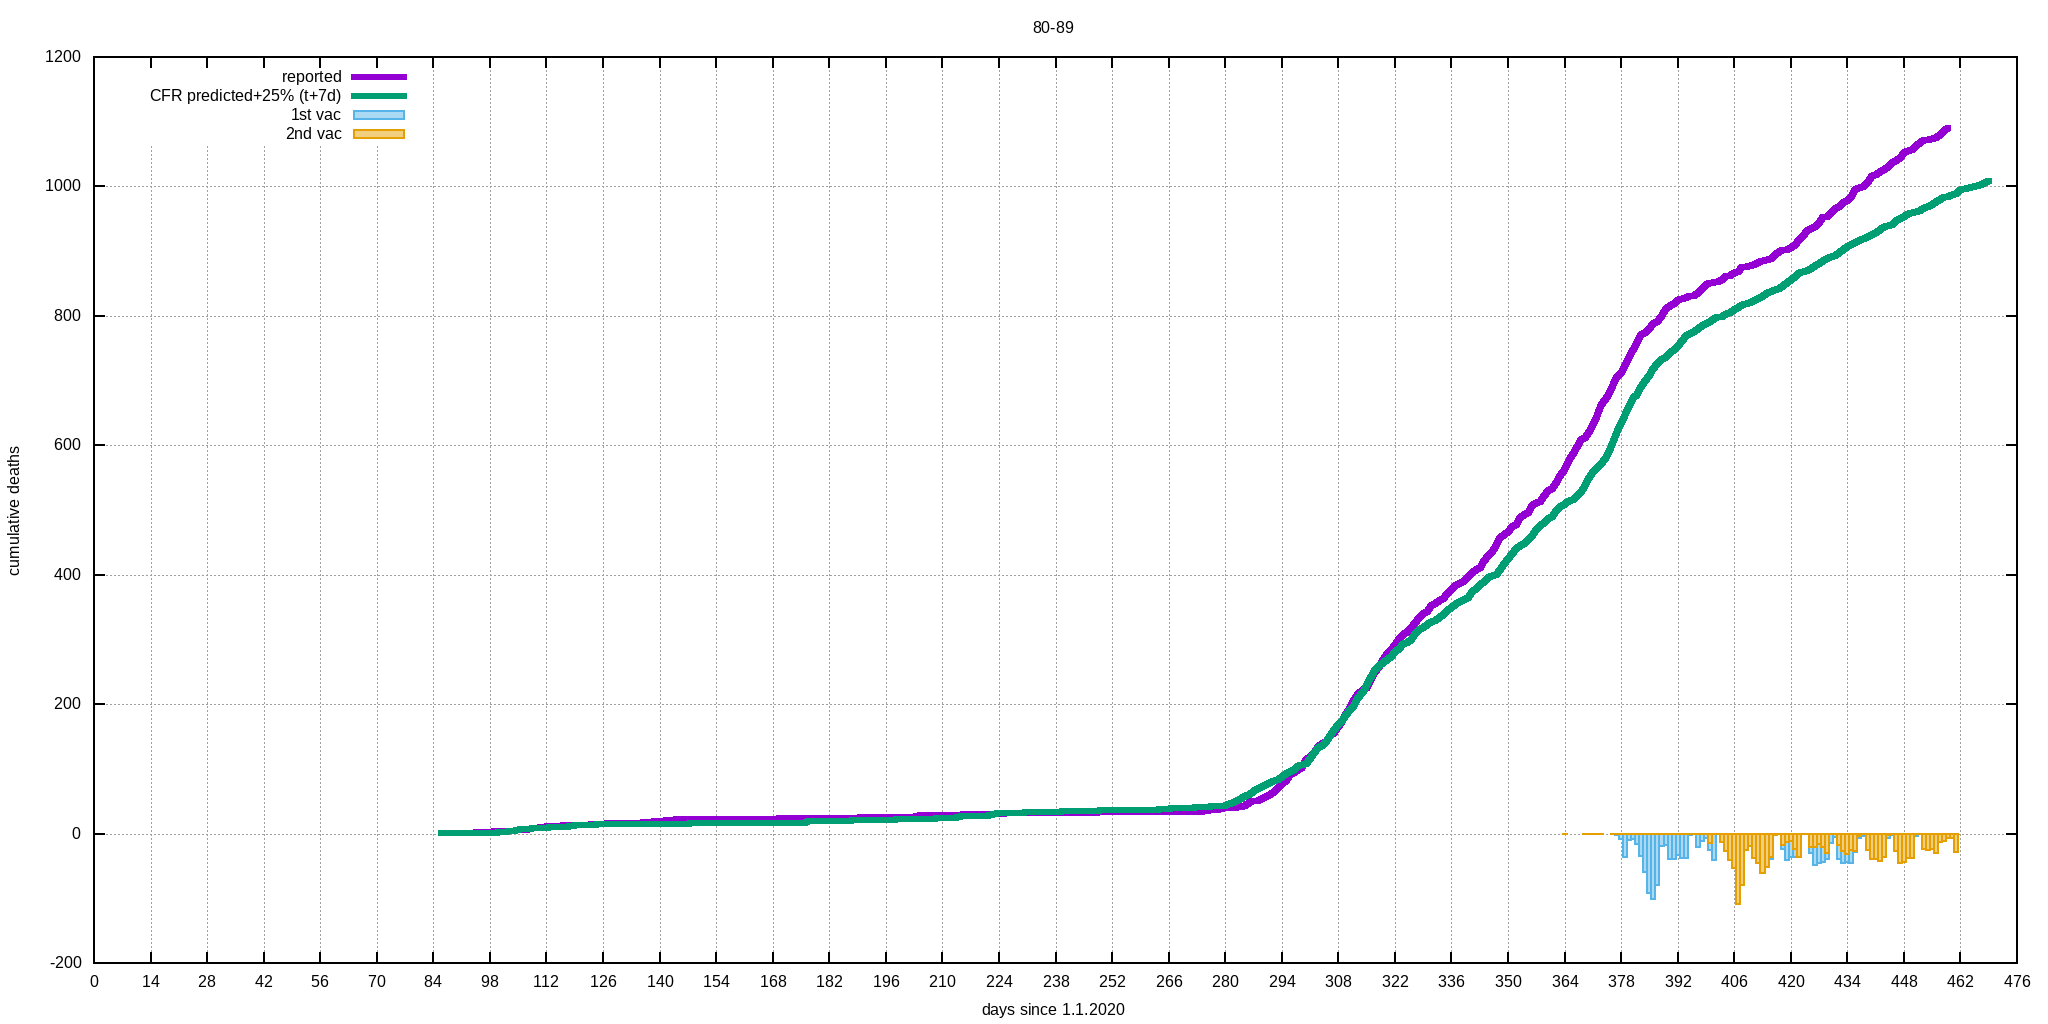 80-89
1200
1000
800
600
400
200
0
-200
cumulative deaths
reported
CFR predicted+25% (t+7d)
1st vac
2nd vac
0 14 28 42 56 70 84 98 112 126 140 154 168 182 196 210 224 238 252 266 280 294 308 322 336 350 364 378 392 406 420 434 448 462 476
days since 1.1.2020